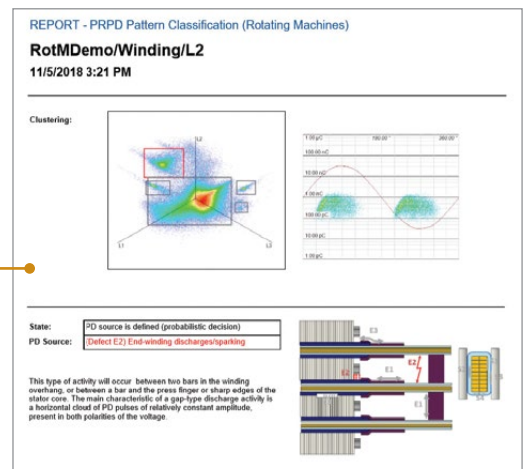 REPORT - PRPD Pattern Classification (Rotating Machines)
RotMDemo/Winding/L2
11/5/2018 3:21 PM
Clustering:
L2
L1
L3
1.00 µC
180.00 °
100.00 nC
10.00 nC
1.00 nC
100.00 pC
10.00 pC
1.00 pC
State:
PD source is defined (probabilistic decision)
PD Source:
(Defect E2) End-winding discharges/sparking
This type of activity will occur between two bars in the winding
overhang, or between a bar and the press finger or sharp edges of the
stator core. The main characteristic of a gap-type discharge activity is
a horizontal cloud of PD pulses of relatively constant amplitude,
present in both polarities of the voltage.
E3
E2
E2
E1
E1
S4